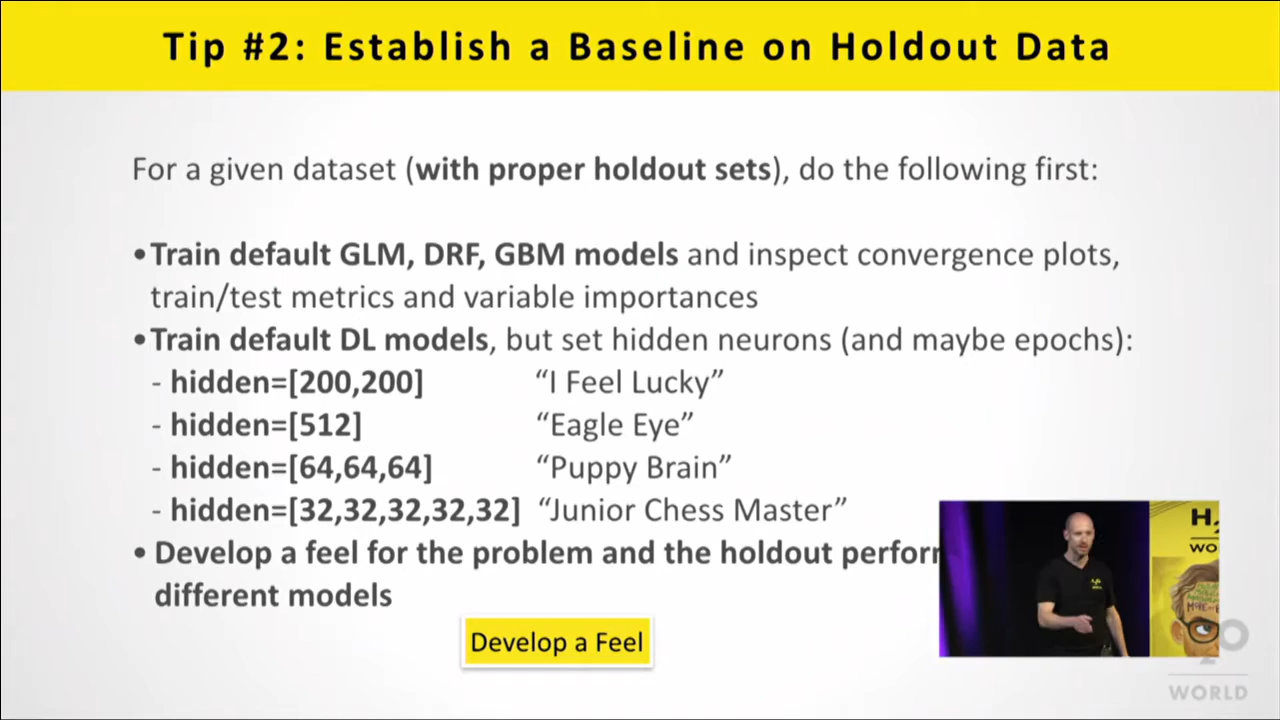 Tip #2: Establish a Baseline on Holdout Data
For a given dataset (with proper holdout sets), do the following first:
•Train default GLM, DRF, GBM models and inspect convergence plots,
train/test metrics and variable importances
•Train default DL models, but set hidden neurons (and maybe epochs):
- hidden=[200,200] “I Feel Lucky”
- hidden=[512] “Eagle Eye”
- hidden=[64,64,64] “Puppy Brain”
- hidden=[32,32,32,32,32] “Junior Chess Master”
• Develop a feel for the problem and the holdout perfor
different models
Develop a Feel
H2
WO
2O
WORLD